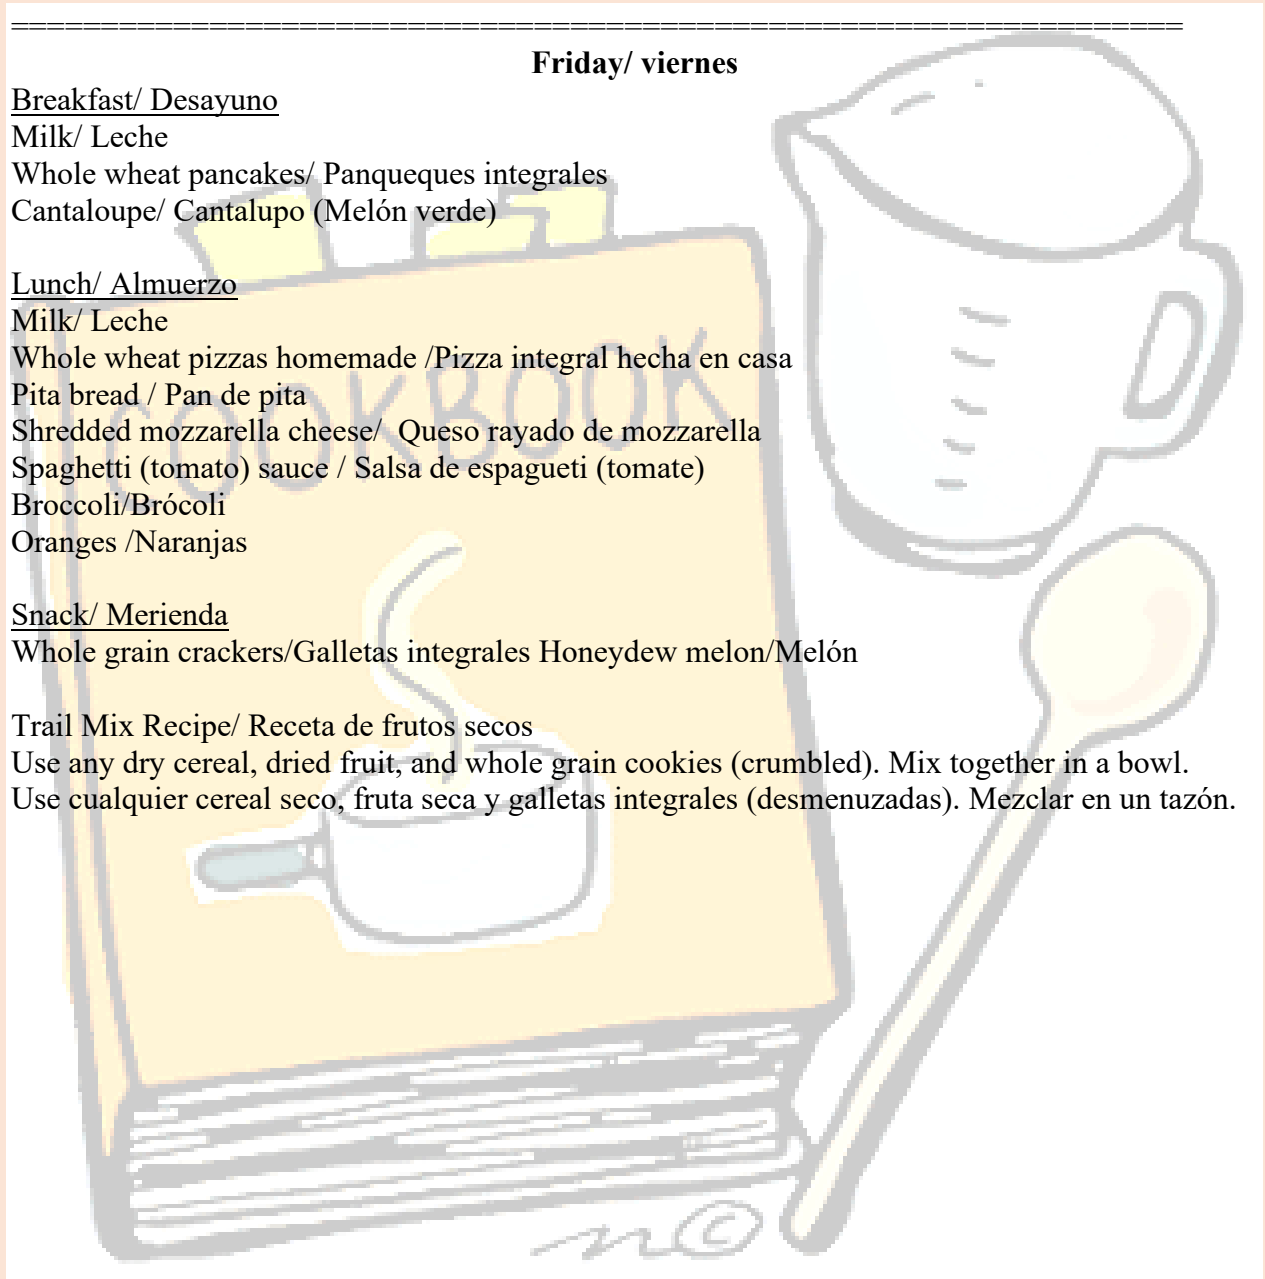 =====================================================================
Friday/ viernes
Breakfast/ Desayuno
Milk/ Leche
Whole wheat pancakes/ Panqueques integrales
Cantaloupe/ Cantalupo (Melón verde)
Lunch/ Almuerzo
Milk/ Leche
Whole wheat pizzas homemade /Pizza integral hecha en casa
Pita bread / Pan de pita
Shredded mozzarella cheese/  Queso rayado de mozzarella
Spaghetti (tomato) sauce / Salsa de espagueti (tomate)
Broccoli/Brócoli
Oranges /Naranjas
Snack/ Merienda
Whole grain crackers/Galletas integrales Honeydew melon/Melón
Trail Mix Recipe/ Receta de frutos secos
Use any dry cereal, dried fruit, and whole grain cookies (crumbled). Mix together in a bowl.
Use cualquier cereal seco, fruta seca y galletas integrales (desmenuzadas). Mezclar en un tazón.
COOKBOOK
©